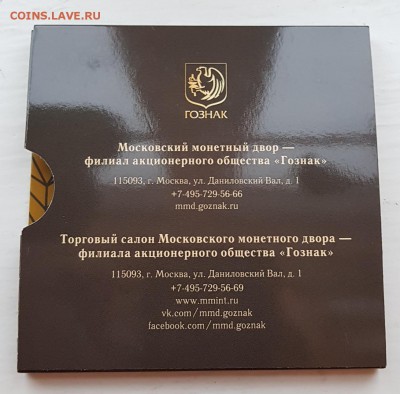 COINS.LAVE.RU
ГОЗНАК
Московский монетный двор —
филиал акционерного общества «Гознак»
115093, г. Москва, ул. Даниловский Вал, д. 1
+7-495-729-56-66
mmd.goznak.ru
Торговый салон Московского монетного двора —
филиала акционерного общества «Гознак»
115093, г. Москва, ул. Даниловский Вал, д. 1
+7-495-729-56-69
www.mmint.ru
vk.com/mmd.goznak
facebook.com/mmd.goznak